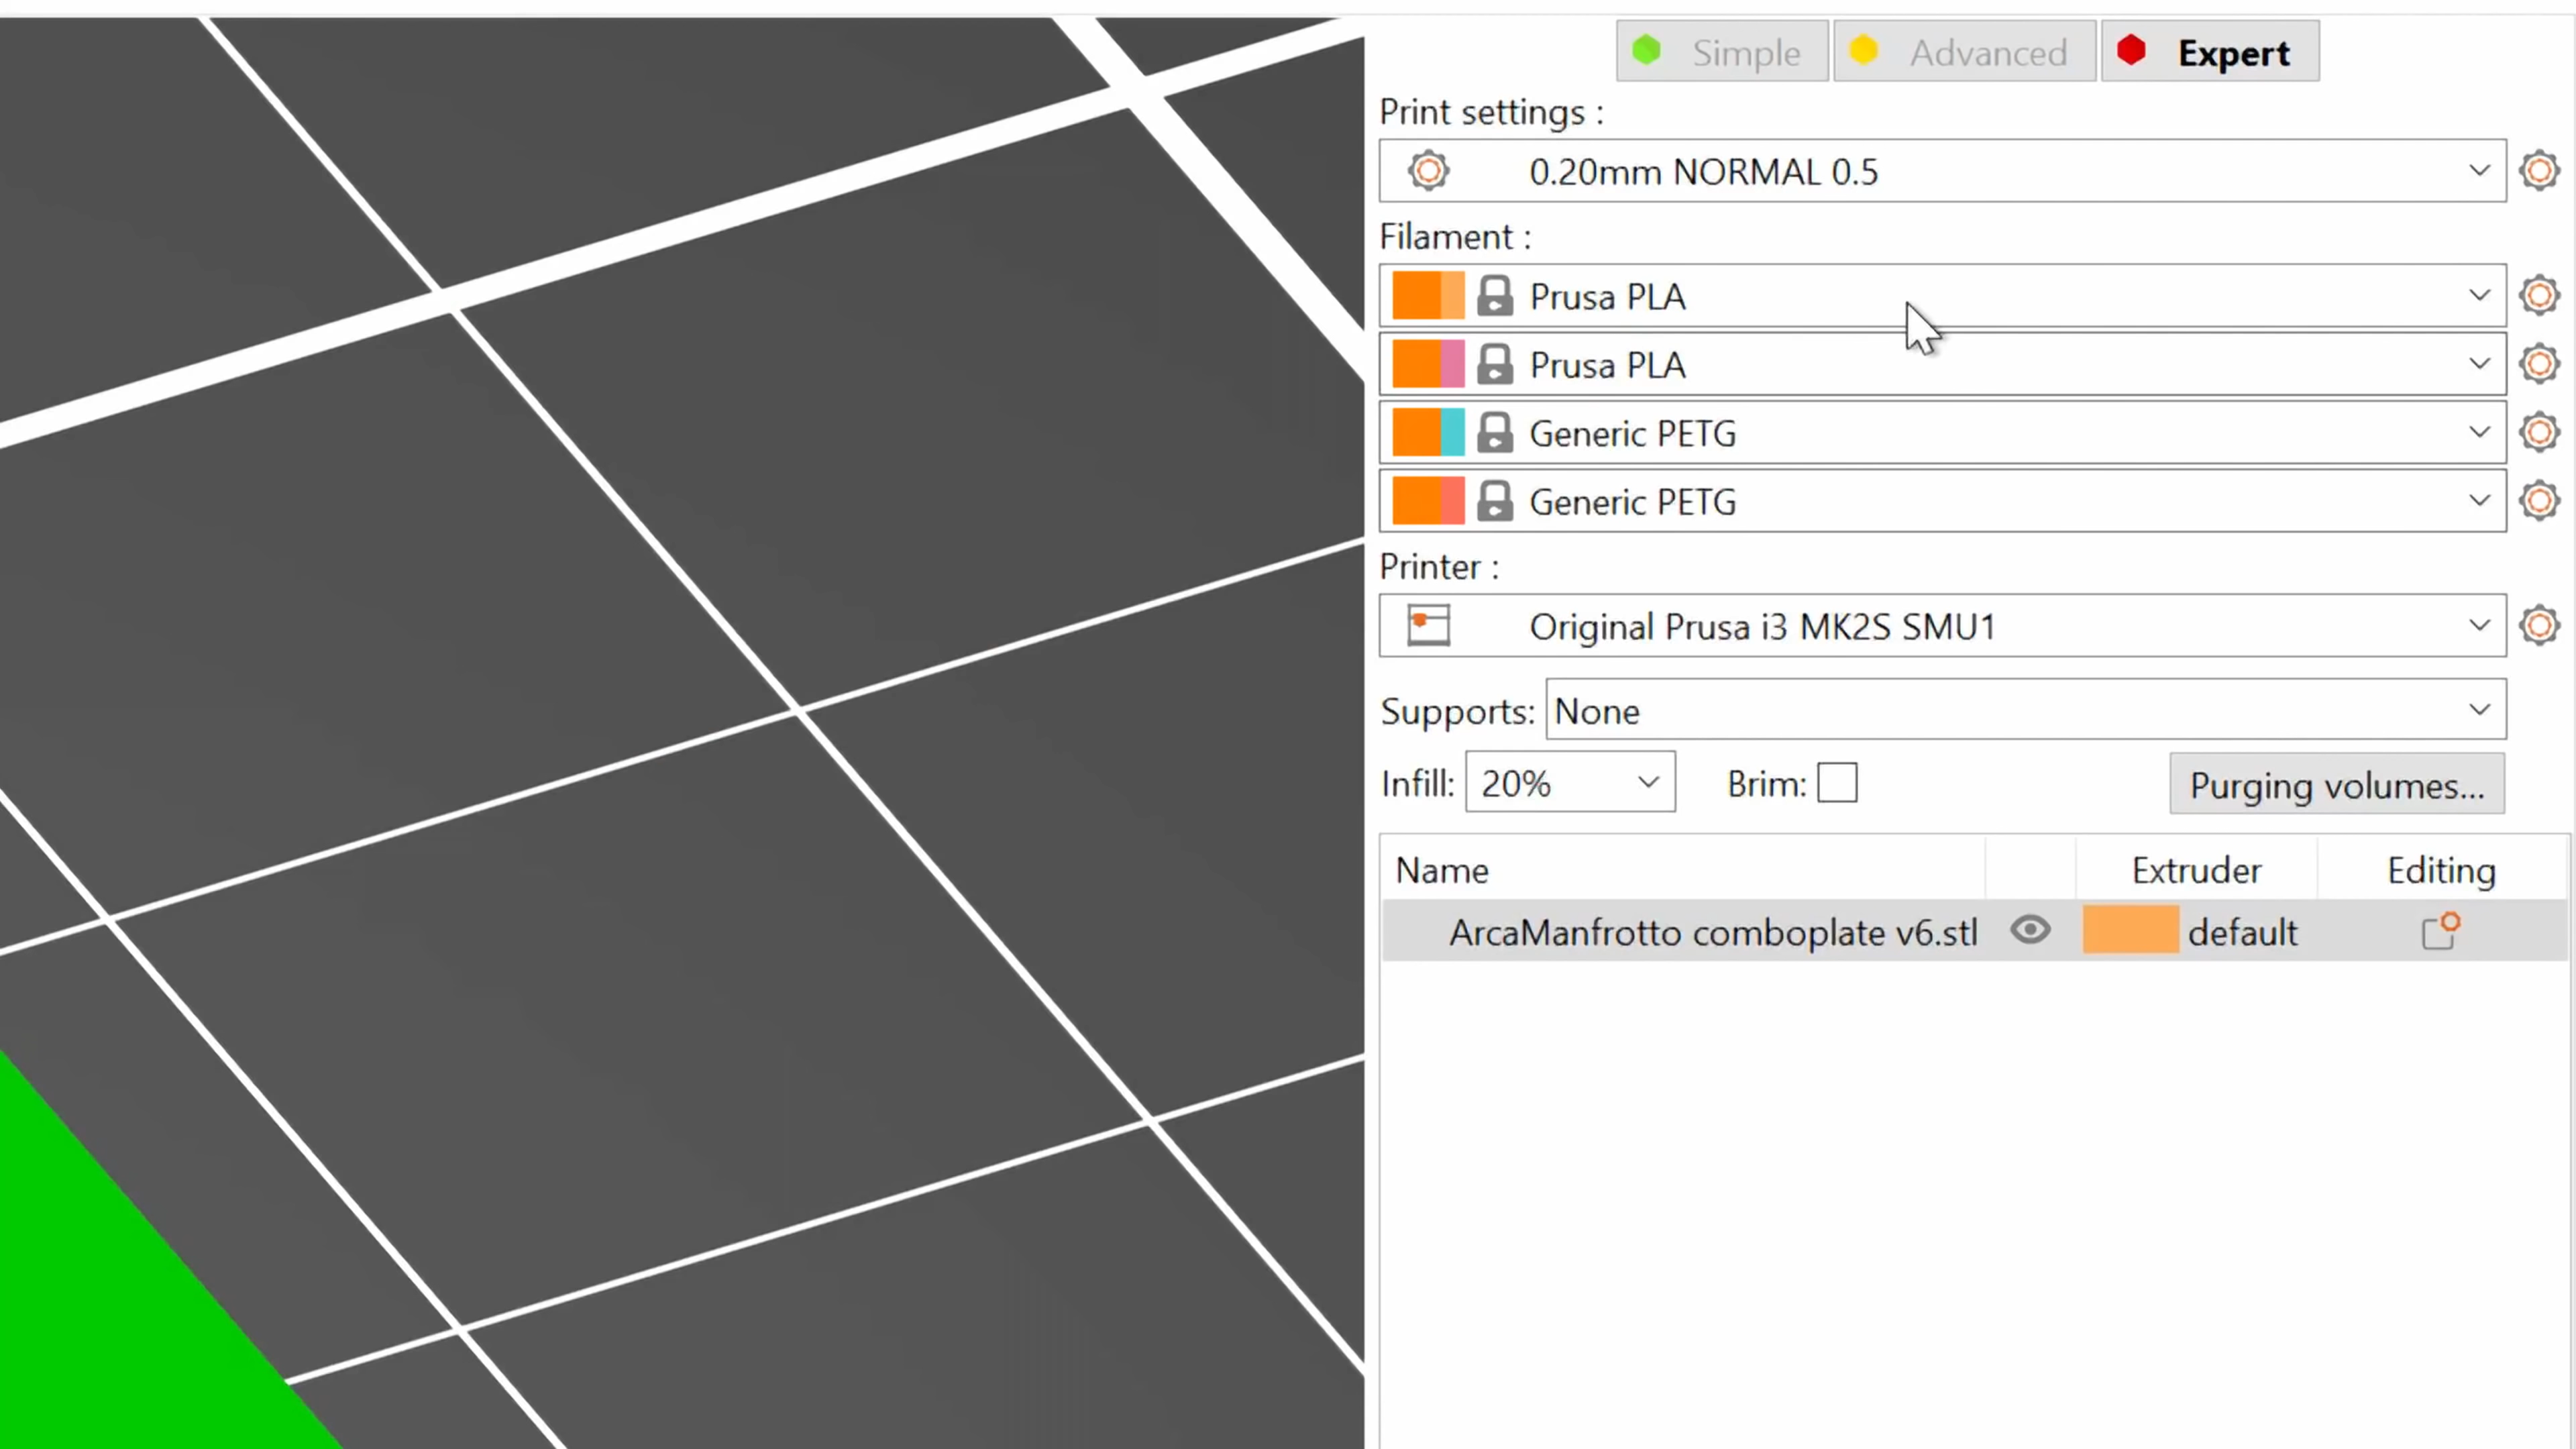 Simple Advanced Expert
Print settings :
0.20mm NORMAL 0.5
Filament :
Prusa PLA
Prusa PLA
Generic PETG
Generic PETG
Printer :
Original Prusa i3 MK2S SMU1
Supports: None
Infill: 20% Brim: Purging volumes...
Name Extruder Editing
ArcaManfrotto comboplate v6.stl default